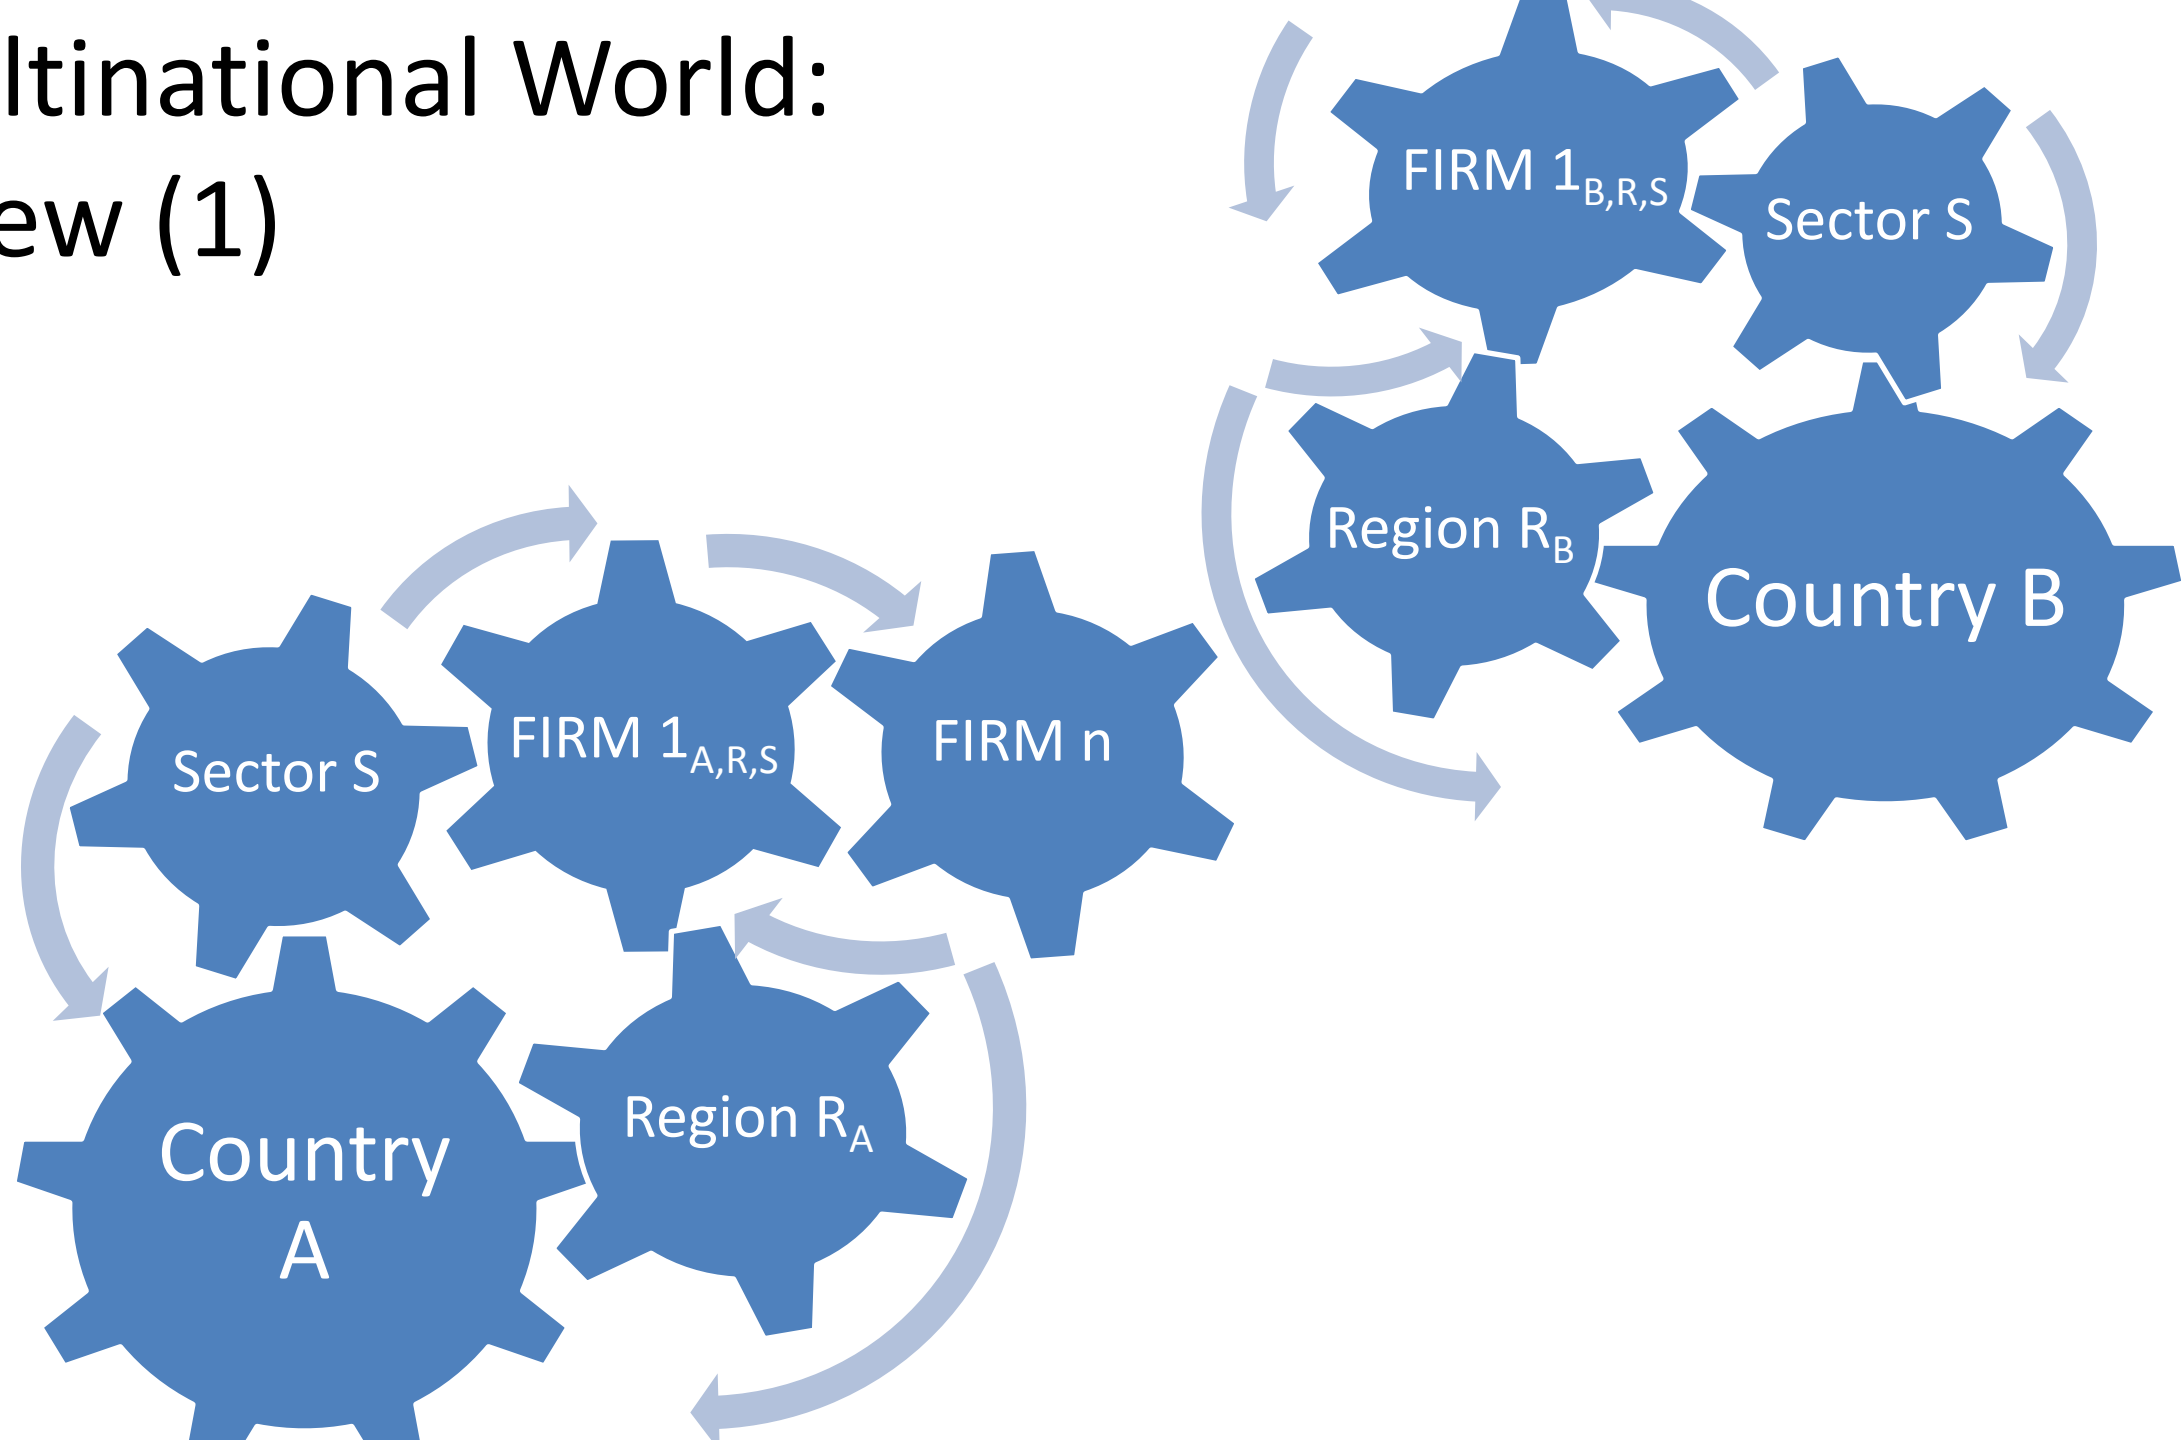 ltinational World:
ew (1)
FIRM 1B,R,S
Sector S
Region RB
Country B
Sector S
FIRM 1A,R,S
FIRM n
Region RA
Country
A